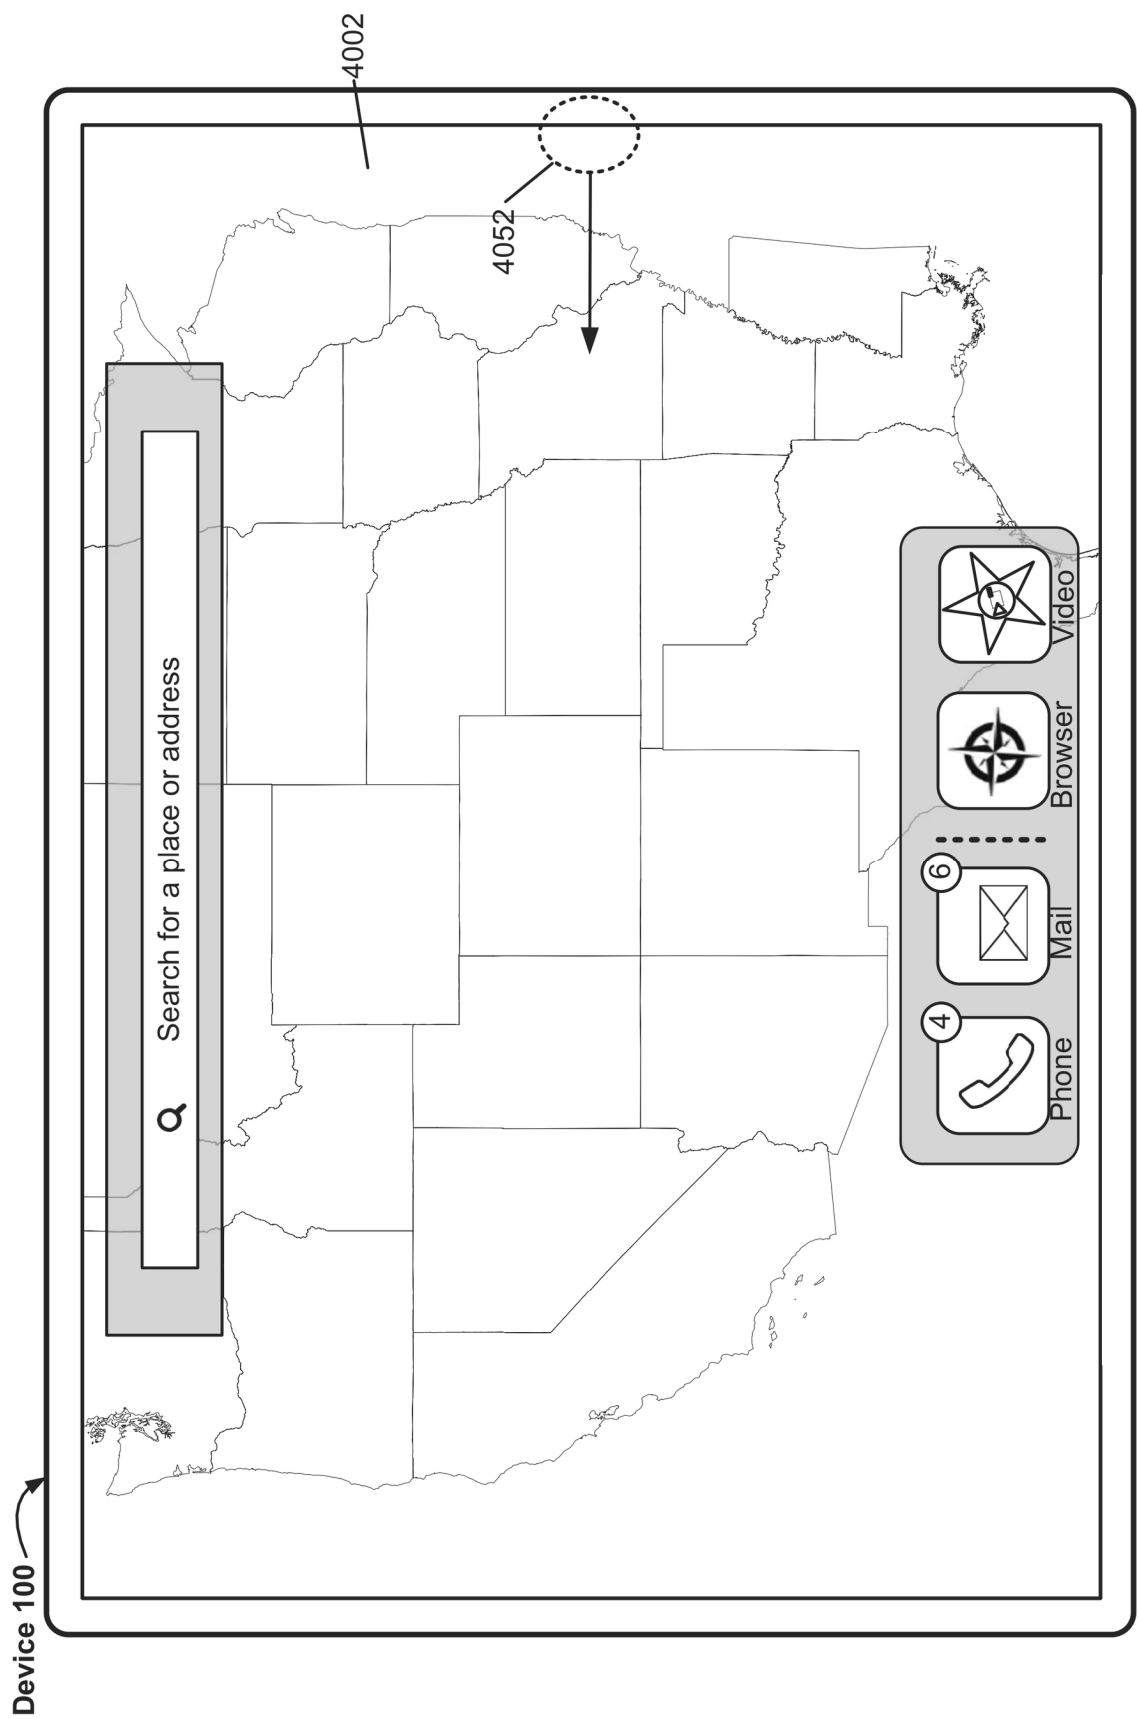 Device 100
Search for a place or address
4002
4052
4
6
Phone
Mail
Browser
Video